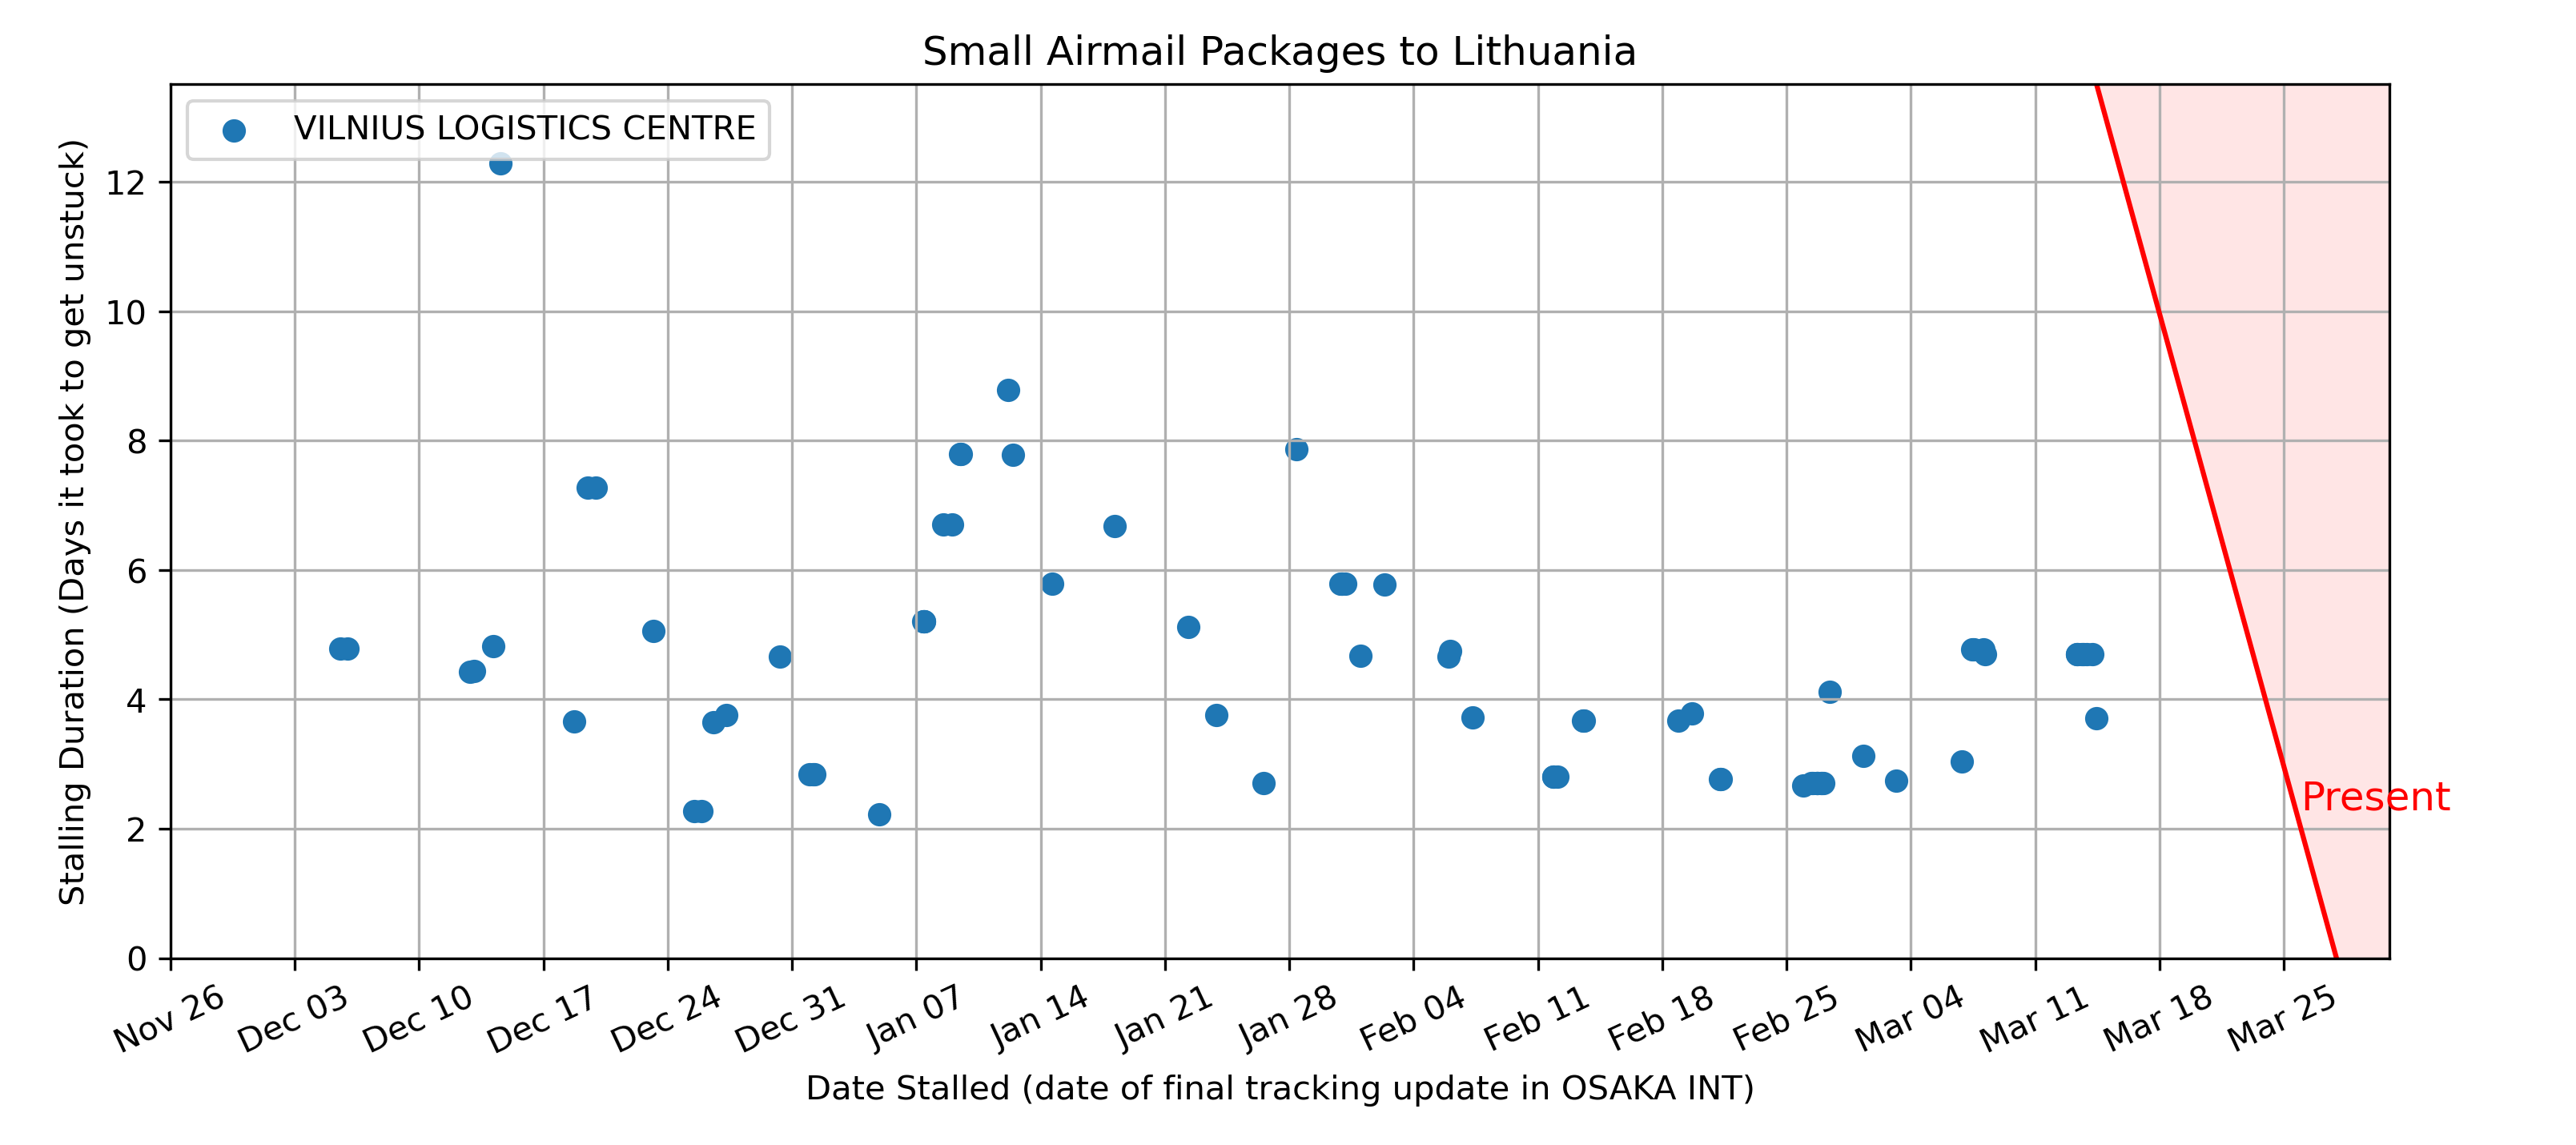 Small Airmail Packages to Lithuania
VILNIUS LOGISTICS CENTRE
Stalling Duration (Days it took to get unstuck)
12
10
8
6
4
2
0
Present
Nov 26
Dec 03
Dec 10
Dec 17
Dec 24
Dec 31
Jan 07
Jan 14
Jan 21
Jan 28
Feb 04
Feb 11
Feb 18
Feb 25
Mar 04
Mar 11
Mar 18
Mar 25
Date Stalled (date of final tracking update in OSAKA INT)